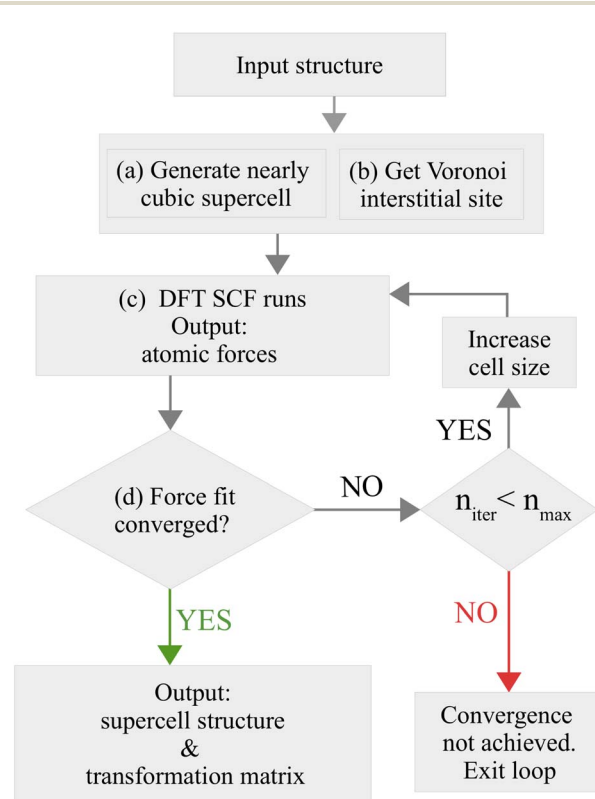 Input structure
(a) Generate nearly
cubic supercell
(b) Get Voronoi
interstitial site
(c) DFT SCF runs
Output:
atomic forces
Increase
cell size
YES
(d) Force fit
converged?
NO
n_iter < n_max
YES
NO
Output:
supercell structure
&
transformation matrix
Convergence
not achieved.
Exit loop